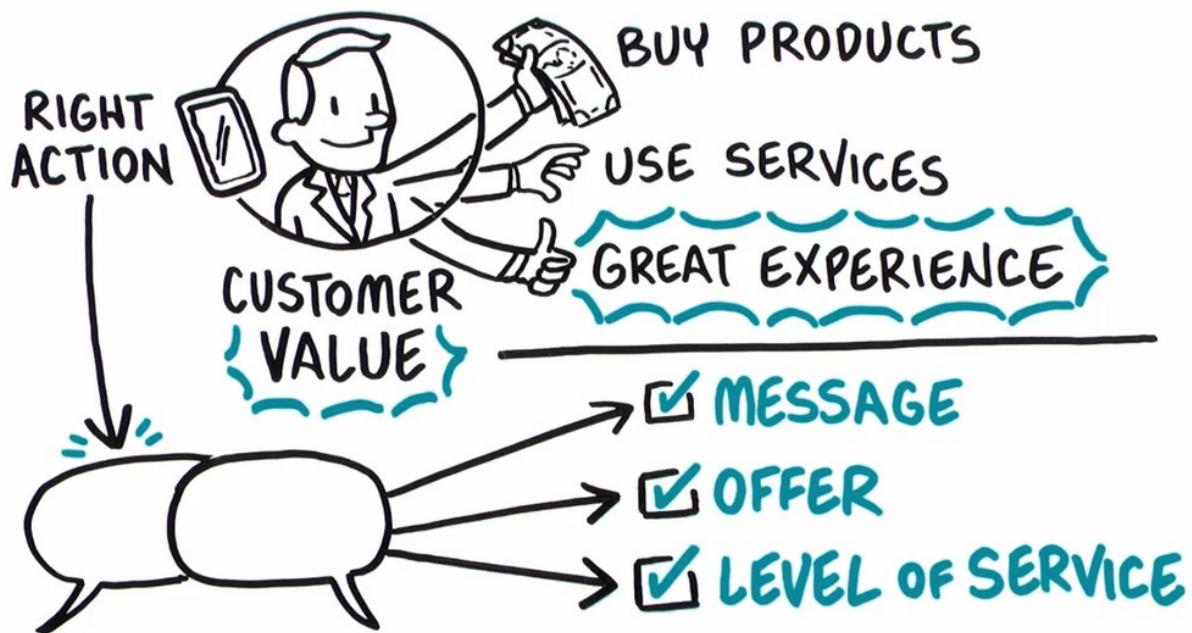 BUY PRODUCTS
RIGHT
ACTION
USE SERVICES
GREAT EXPERIENCE
CUSTOMER
VALUE
MESSAGE
OFFER
LEVEL OF SERVICE